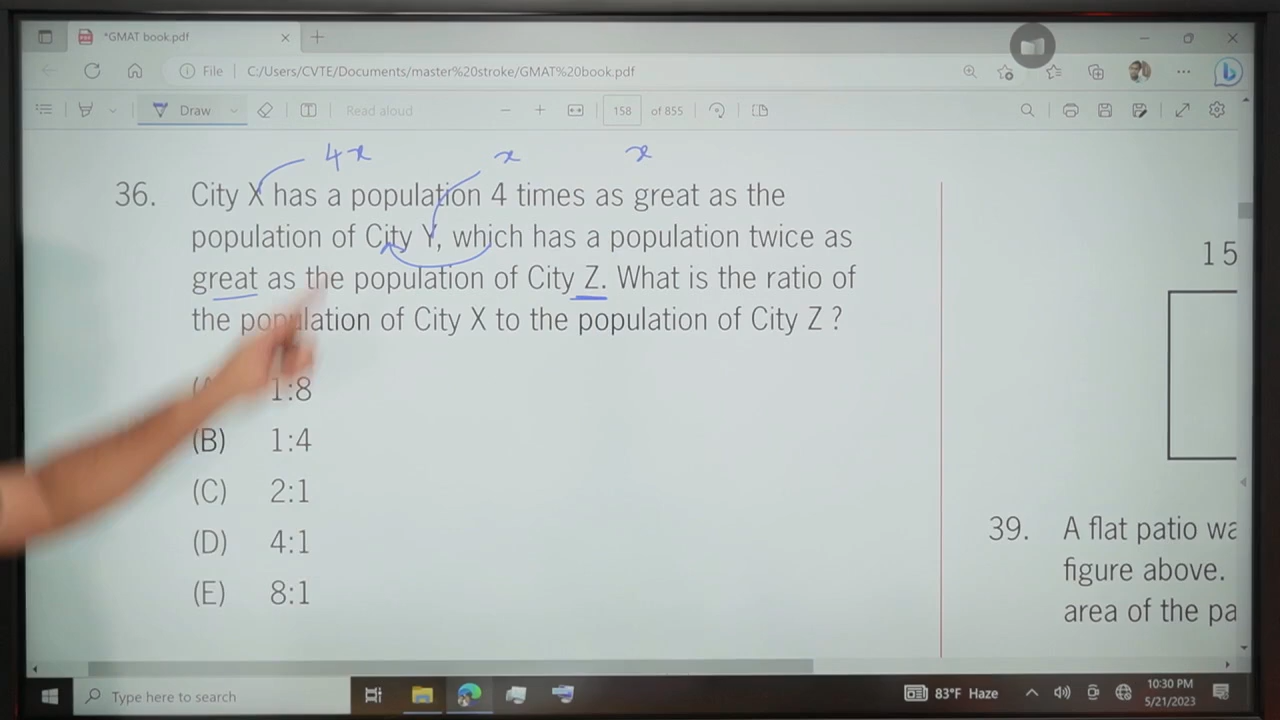 *GMAT book.pdf
File C:/Users/CVTE/Documents/master%20stroke/GMAT%20book.pdf
Draw Read aloud 158 of 855
4x x x
36. City X has a population 4 times as great as the
population of City Y, which has a population twice as
great as the population of City Z. What is the ratio of
the population of City X to the population of City Z ?
1:8
(B) 1:4
(C) 2:1
(D) 4:1
(E) 8:1
15
39. A flat patio wa
figure above.
area of the pa
Type here to search
83°F Haze
10:30 PM
5/21/2023